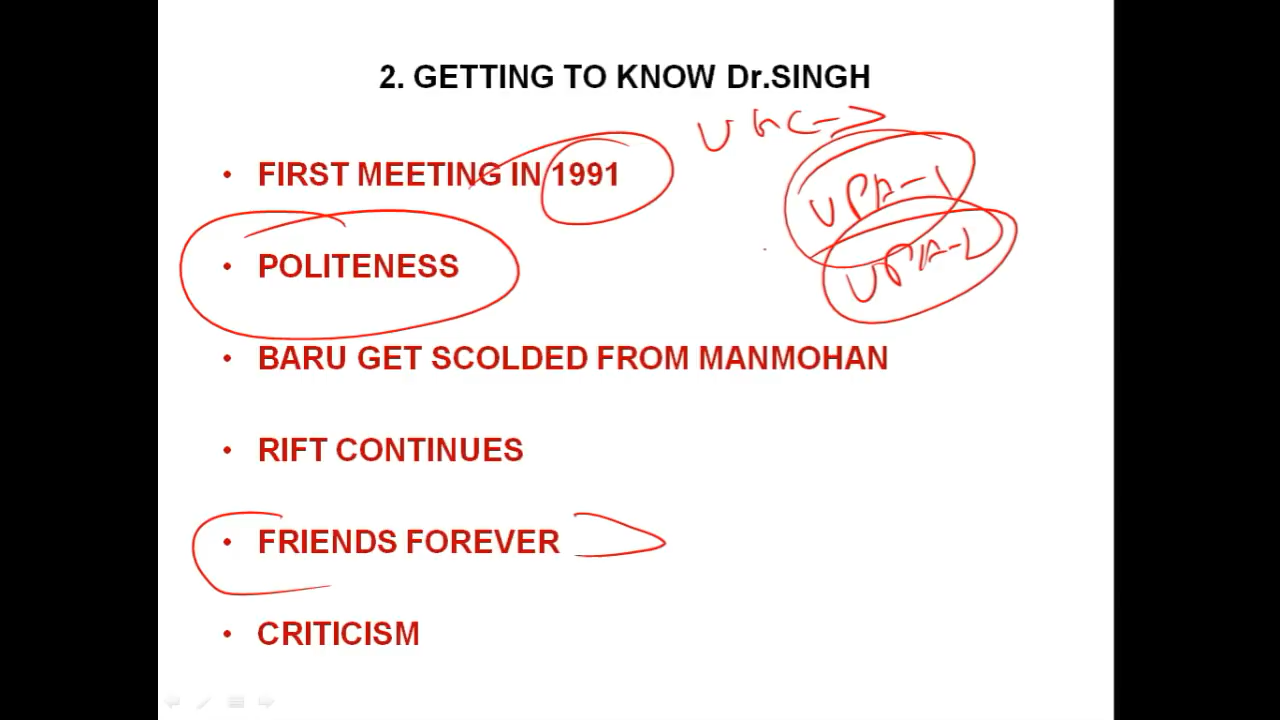 2. GETTING TO KNOW Dr.SINGH
• FIRST MEETING IN 1991
UPA-1
• POLITENESS
UPA-2
• BARU GET SCOLDED FROM MANMOHAN
• RIFT CONTINUES
• FRIENDS FOREVER
• CRITICISM